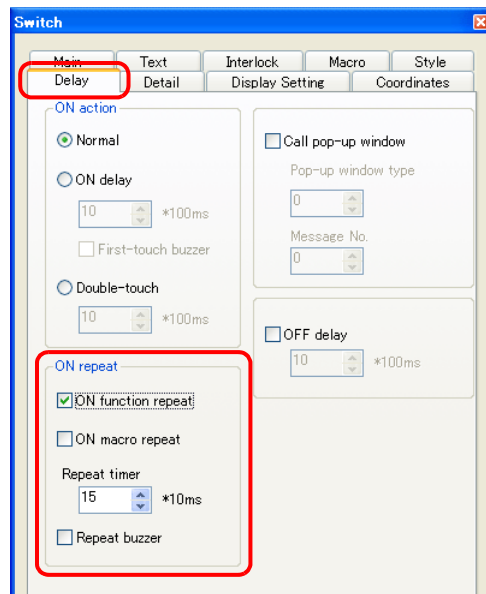 Switch
Main Text Interlock Macro Style
Delay Detail Display Setting Coordinates
ON action
Normal
ON delay
10 *100ms
First-touch buzzer
Double-touch
10 *100ms
Call pop-up window
Pop-up window type
0
Message No.
0
OFF delay
10 *100ms
ON repeat
ON function repeat
ON macro repeat
Repeat timer
15 *10ms
Repeat buzzer